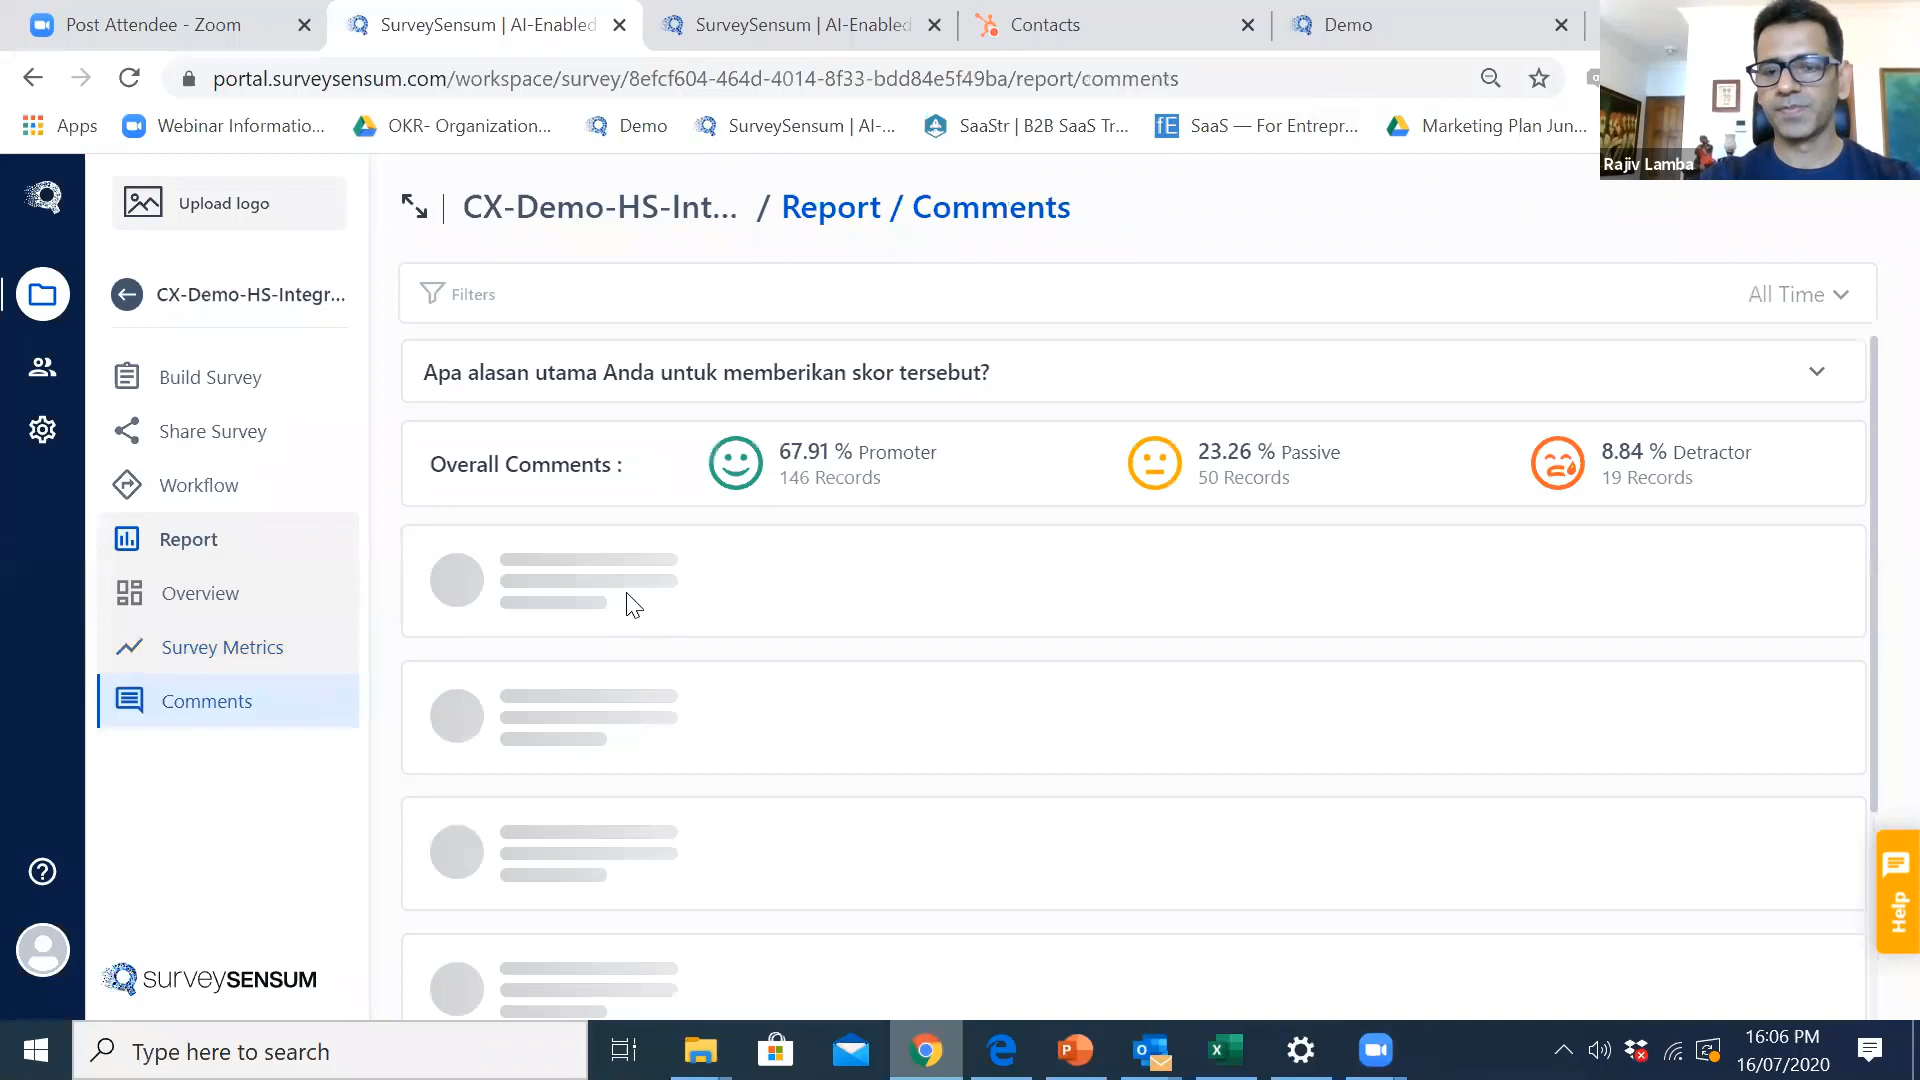 Post Attendee - Zoom
SurveySensum | AI-Enabled
SurveySensum | AI-Enabled
Contacts
Demo
portal.surveysensum.com/workspace/survey/8efcf604-464d-4014-8f33-bdd84e5f49ba/report/comments
Apps
Webinar Informatio...
OKR- Organization...
Demo
SurveySensum | AI-...
SaaStr | B2B SaaS Tr...
fE
SaaS — For Entrepr...
Marketing Plan Jun...
Rajiv Lamba
Upload logo
CX-Demo-HS-Int... / Report / Comments
CX-Demo-HS-Integr...
Filters
All Time
Build Survey
Share Survey
Workflow
Report
Overview
Survey Metrics
Comments
Apa alasan utama Anda untuk memberikan skor tersebut?
Overall Comments :
67.91 % Promoter
146 Records
23.26 % Passive
50 Records
8.84 % Detractor
19 Records
Help
surveySENSUM
Type here to search
16:06 PM
16/07/2020